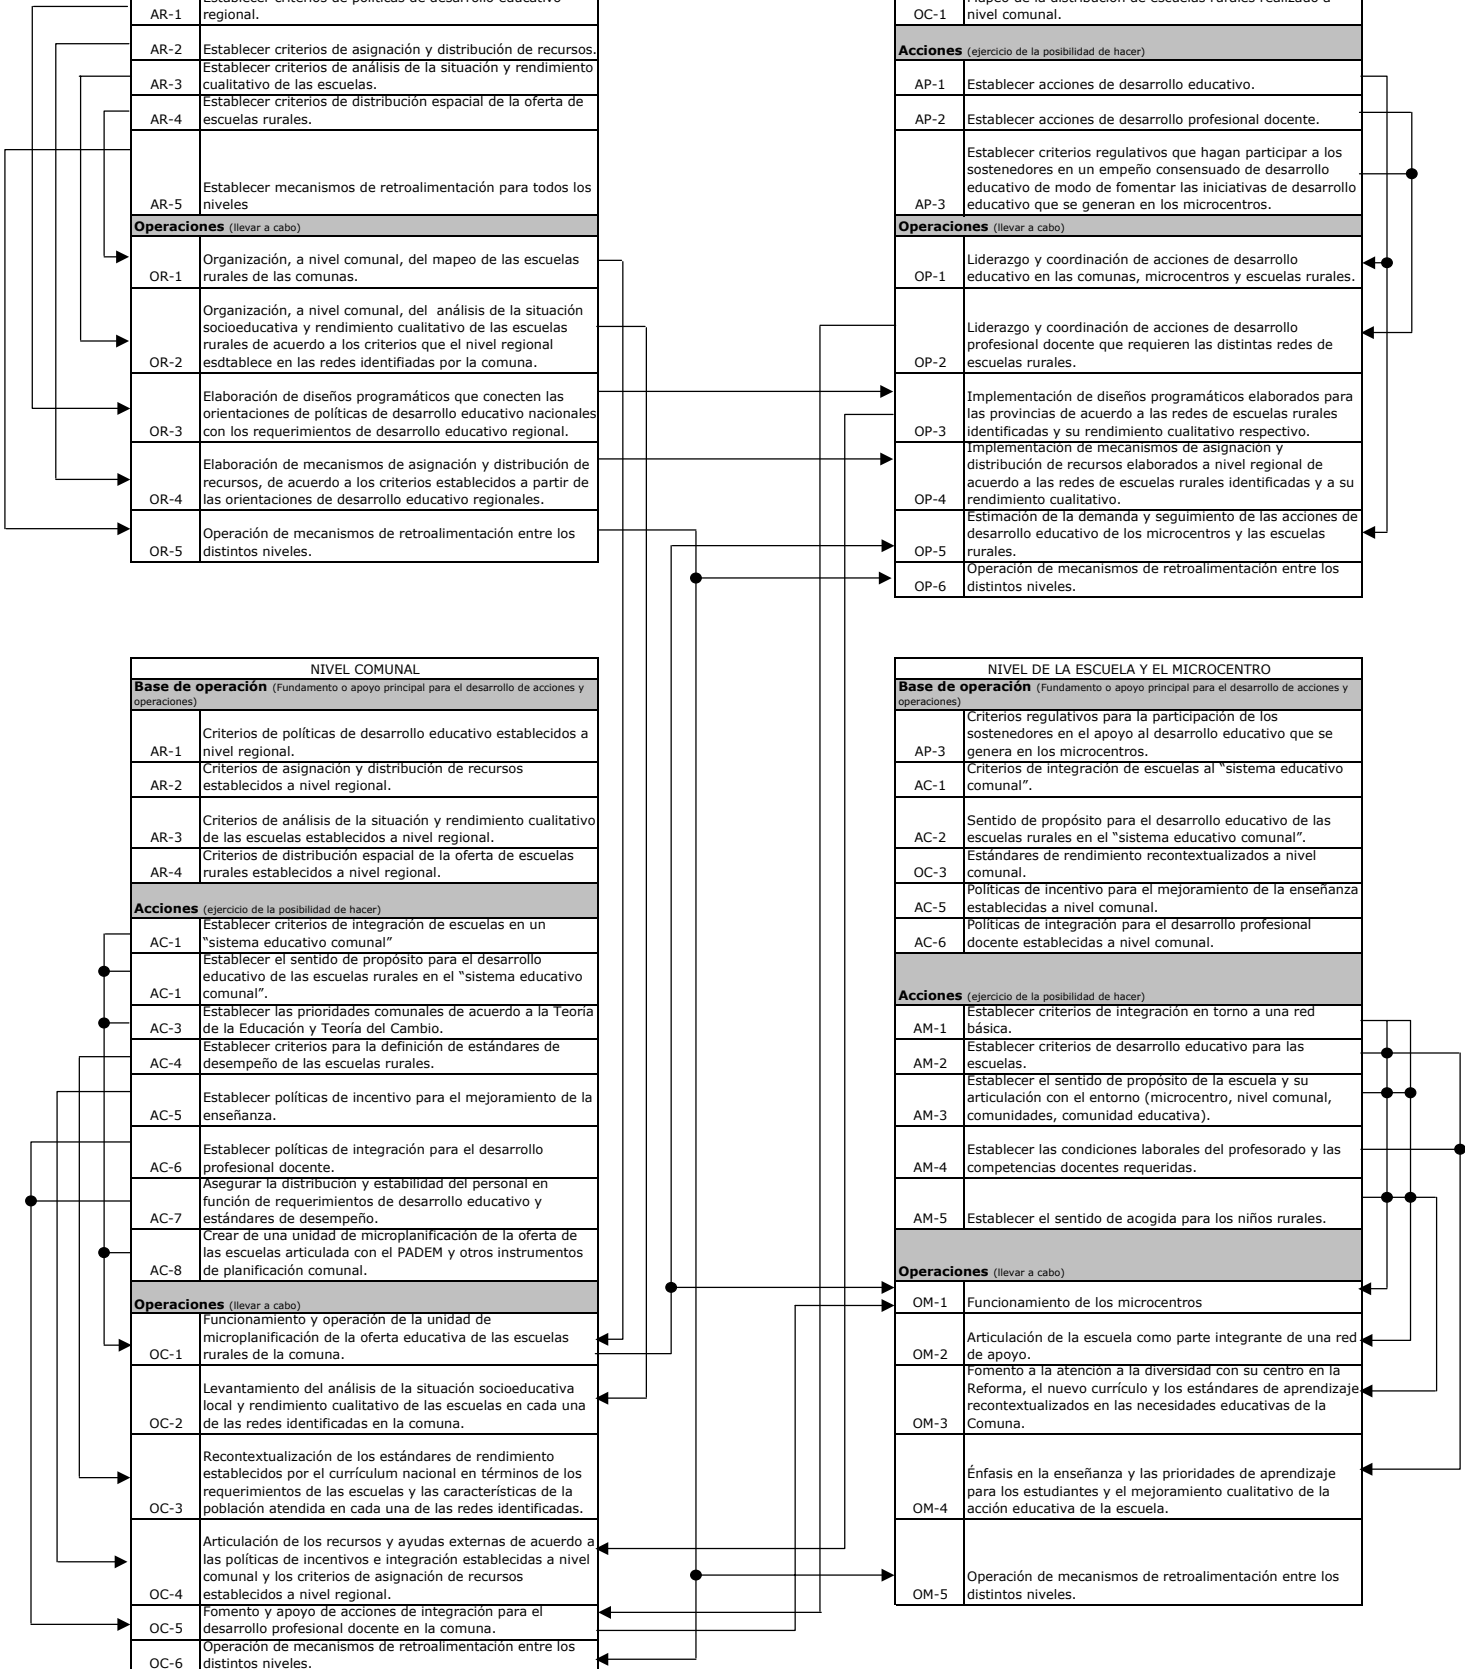 AR-1 regional.
AR-2 Establecer criterios de asignación y distribución de recursos.
Establecer criterios de análisis de la situación y rendimiento
AR-3 cualitativo de las escuelas.
Establecer criterios de distribución espacial de la oferta de
AR-4 escuelas rurales.
Establecer mecanismos de retroalimentación para todos los
AR-5 niveles
Operaciones (llevar a cabo)
Organización, a nivel comunal, del mapeo de las escuelas
OR-1 rurales de las comunas.
Organización, a nivel comunal, del análisis de la situación
socioeducativa y rendimiento cualitativo de las escuelas
rurales de acuerdo a los criterios que el nivel regional
OR-2 esdtablece en las redes identificadas por la comuna.
Elaboración de diseños programáticos que conecten las
orientaciones de políticas de desarrollo educativo nacionales
OR-3 con los requerimientos de desarrollo educativo regional.
Elaboración de mecanismos de asignación y distribución de
recursos, de acuerdo a los criterios establecidos a partir de
OR-4 las orientaciones de desarrollo educativo regionales.
Operación de mecanismos de retroalimentación entre los
OR-5 distintos niveles.
OC-1 nivel comunal.
Acciones (ejercicio de la posibilidad de hacer)
AP-1 Establecer acciones de desarrollo educativo.
AP-2 Establecer acciones de desarrollo profesional docente.
Establecer criterios regulativos que hagan participar a los
sostenedores en un empeño consensuado de desarrollo
educativo de modo de fomentar las iniciativas de desarrollo
AP-3 educativo que se generan en los microcentros.
Operaciones (llevar a cabo)
Liderazgo y coordinación de acciones de desarrollo
OP-1 educativo en las comunas, microcentros y escuelas rurales.
Liderazgo y coordinación de acciones de desarrollo
profesional docente que requieren las distintas redes de
OP-2 escuelas rurales.
Implementación de diseños programáticos elaborados para
las provincias de acuerdo a las redes de escuelas rurales
OP-3 identificadas y su rendimiento cualitativo respectivo.
Implementación de mecanismos de asignación y
distribución de recursos elaborados a nivel regional de
acuerdo a las redes de escuelas rurales identificadas y a su
OP-4 rendimiento cualitativo.
Estimación de la demanda y seguimiento de las acciones de
desarrollo educativo de los microcentros y las escuelas
OP-5 rurales.
Operación de mecanismos de retroalimentación entre los
OP-6 distintos niveles.
NIVEL COMUNAL
Base de operación (Fundamento o apoyo principal para el desarrollo de acciones y
operaciones)
Criterios de políticas de desarrollo educativo establecidos a
AR-1 nivel regional.
Criterios de asignación y distribución de recursos
AR-2 establecidos a nivel regional.
Criterios de análisis de la situación y rendimiento cualitativo
AR-3 de las escuelas establecidos a nivel regional.
Criterios de distribución espacial de la oferta de escuelas
AR-4 rurales establecidos a nivel regional.
Acciones (ejercicio de la posibilidad de hacer)
Establecer criterios de integración de escuelas en un
AC-1 “sistema educativo comunal”
Establecer el sentido de propósito para el desarrollo
educativo de las escuelas rurales en el “sistema educativo
AC-1 comunal”.
Establecer las prioridades comunales de acuerdo a la Teoría
AC-3 de la Educación y Teoría del Cambio.
Establecer criterios para la definición de estándares de
AC-4 desempeño de las escuelas rurales.
Establecer políticas de incentivo para el mejoramiento de la
AC-5 enseñanza.
Establecer políticas de integración para el desarrollo
AC-6 profesional docente.
Asegurar la distribución y estabilidad del personal en
función de requerimientos de desarrollo educativo y
AC-7 estándares de desempeño.
Crear de una unidad de microplanificación de la oferta de
las escuelas articulada con el PADEM y otros instrumentos
AC-8 de planificación comunal.
Operaciones (llevar a cabo)
Funcionamiento y operación de la unidad de
microplanificación de la oferta educativa de las escuelas
OC-1 rurales de la comuna.
Levantamiento del análisis de la situación socioeducativa
local y rendimiento cualitativo de las escuelas en cada una
OC-2 de las redes identificadas en la comuna.
Recontextualización de los estándares de rendimiento
establecidos por el currículum nacional en términos de los
requerimientos de las escuelas y las características de la
OC-3 población atendida en cada una de las redes identificadas.
Articulación de los recursos y ayudas externas de acuerdo a
las políticas de incentivos e integración establecidas a nivel
comunal y los criterios de asignación de recursos
OC-4 establecidos a nivel regional.
Fomento y apoyo de acciones de integración para el
OC-5 desarrollo profesional docente en la comuna.
Operación de mecanismos de retroalimentación entre los
OC-6 distintos niveles.
NIVEL DE LA ESCUELA Y EL MICROCENTRO
Base de operación (Fundamento o apoyo principal para el desarrollo de acciones y
operaciones)
Criterios regulativos para la participación de los
sostenedores en el apoyo al desarrollo educativo que se
AP-3 genera en los microcentros.
Criterios de integración de escuelas al “sistema educativo
AC-1 comunal”.
Sentido de propósito para el desarrollo educativo de las
AC-2 escuelas rurales en el “sistema educativo comunal”.
Estándares de rendimiento recontextualizados a nivel
OC-3 comunal.
Políticas de incentivo para el mejoramiento de la enseñanza
AC-5 establecidas a nivel comunal.
Políticas de integración para el desarrollo profesional
AC-6 docente establecidas a nivel comunal.
Acciones (ejercicio de la posibilidad de hacer)
Establecer criterios de integración en torno a una red
AM-1 básica.
Establecer criterios de desarrollo educativo para las
AM-2 escuelas.
Establecer el sentido de propósito de la escuela y su
articulación con el entorno (microcentro, nivel comunal,
AM-3 comunidades, comunidad educativa).
Establecer las condiciones laborales del profesorado y las
AM-4 competencias docentes requeridas.
AM-5 Establecer el sentido de acogida para los niños rurales.
Operaciones (llevar a cabo)
OM-1 Funcionamiento de los microcentros
Articulación de la escuela como parte integrante de una red
OM-2 de apoyo.
Fomento a la atención a la diversidad con su centro en la
Reforma, el nuevo currículo y los estándares de aprendizaje
recontextualizados en las necesidades educativas de la
OM-3 Comuna.
Énfasis en la enseñanza y las prioridades de aprendizaje
para los estudiantes y el mejoramiento cualitativo de la
OM-4 acción educativa de la escuela.
Operación de mecanismos de retroalimentación entre los
OM-5 distintos niveles.